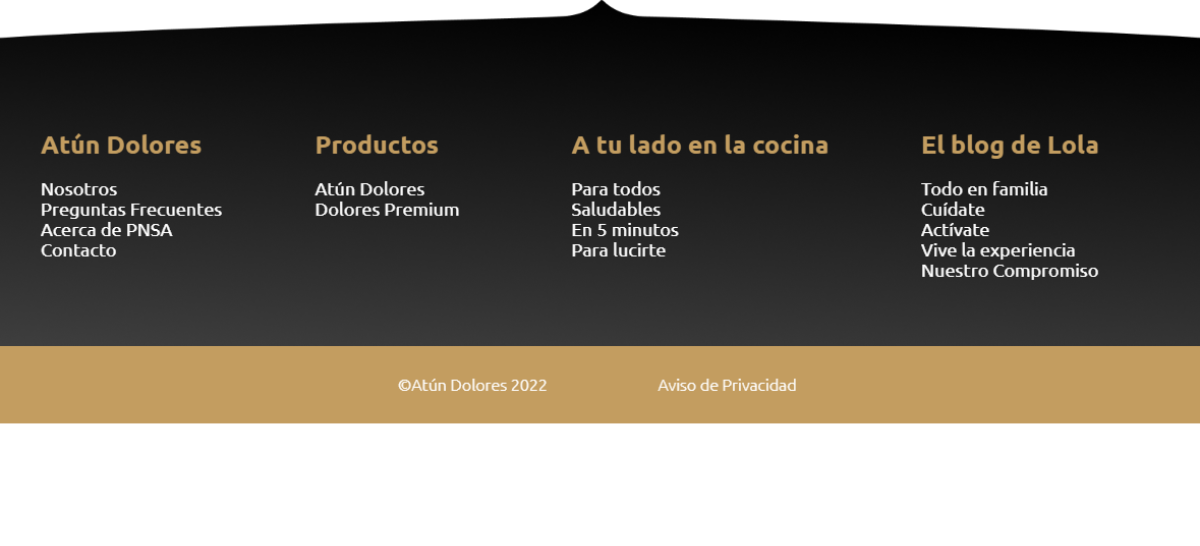 Atún Dolores
Nosotros
Preguntas Frecuentes
Acerca de PNSA
Contacto
Productos
Atún Dolores
Dolores Premium
A tu lado en la cocina
Para todos
Saludables
En 5 minutos
Para lucirte
El blog de Lola
Todo en familia
Cuídate
Actívate
Vive la experiencia
Nuestro Compromiso
©Atún Dolores 2022
Aviso de Privacidad